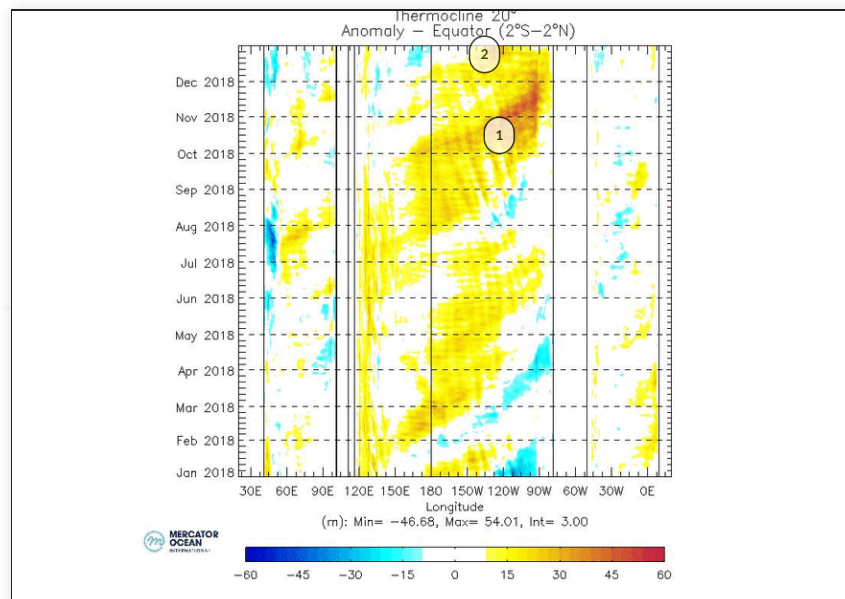 Thermocline 20°
Anomaly – Equator (2°S–2°N)
2
Dec 2018
Nov 2018
1
Oct 2018
Sep 2018
Aug 2018
Jul 2018
Jun 2018
May 2018
Apr 2018
Mar 2018
Feb 2018
Jan 2018
30E 60E 90E 120E 150E 180 150W 120W 90W 60W 30W 0E
Longitude
(m): Min= −46.68, Max= 54.01, Int= 3.00
MERCATOR
OCEAN
INTERNATIONAL
−60 −45 −30 −15 0 15 30 45 60